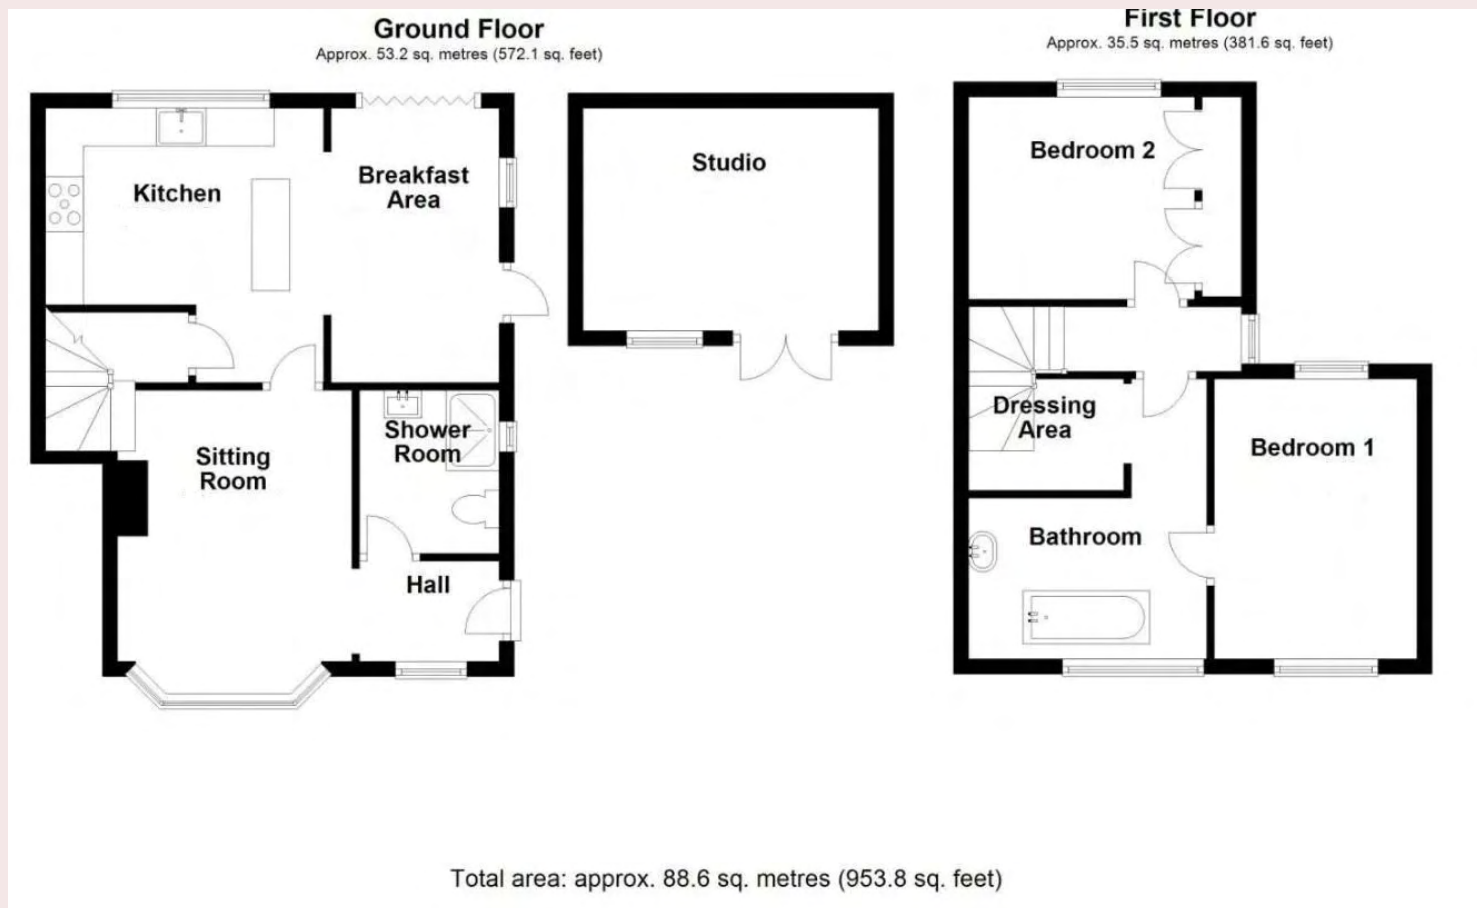 Ground Floor
Approx. 53.2 sq. metres (572.1 sq. feet)
Kitchen
Breakfast
Area
Studio
Sitting
Room
Shower
Room
Hall
First Floor
Approx. 35.5 sq. metres (381.6 sq. feet)
Bedroom 2
Dressing
Area
Bedroom 1
Bathroom
Total area: approx. 88.6 sq. metres (953.8 sq. feet)